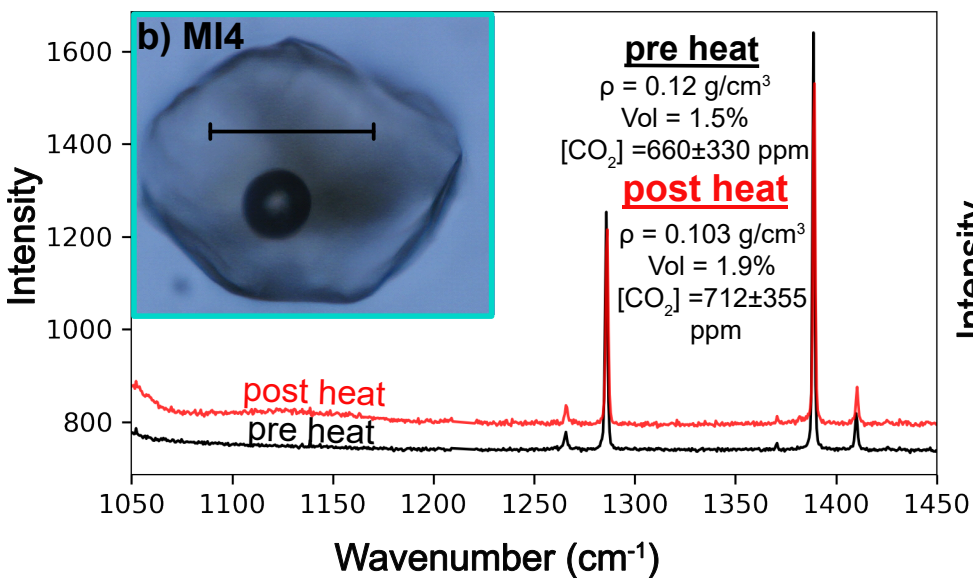 b) MI4
pre heat
ρ = 0.12 g/cm³
Vol = 1.5%
[CO₂] =660±330 ppm
post heat
ρ = 0.103 g/cm³
Vol = 1.9%
[CO₂] =712±355
ppm
post heat
pre heat
Intensity
Intensity
1600
1400
1200
1000
800
1050 1100 1150 1200 1250 1300 1350 1400 1450
Wavenumber (cm⁻¹)